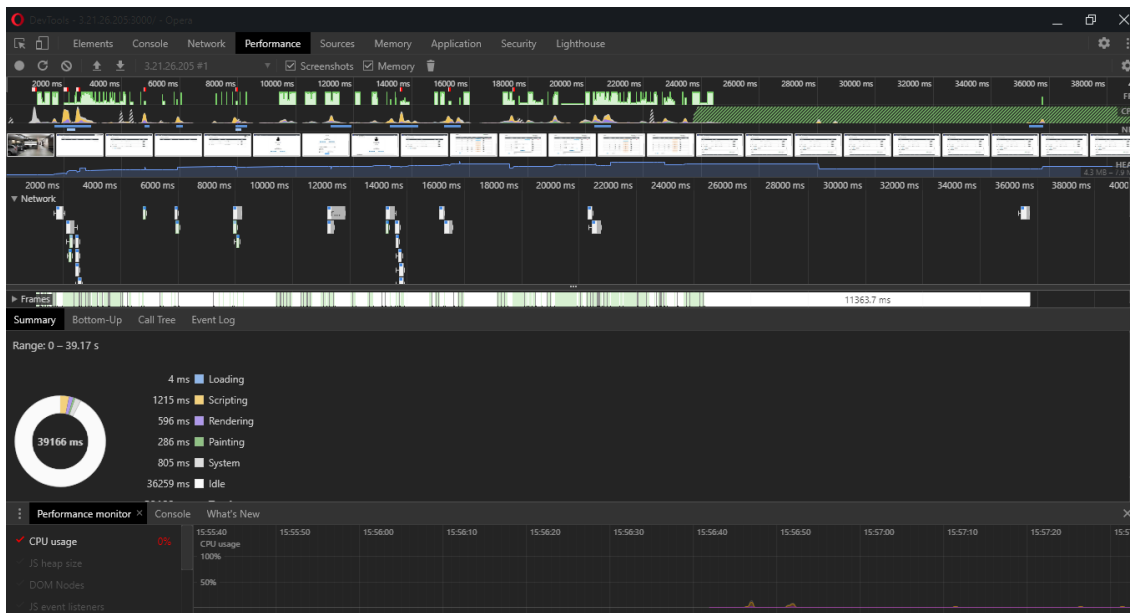 DevTools - 3.21.26.205:3000/ - Opera
Elements Console Network Performance Sources Memory Application Security Lighthouse
3.21.26.205 #1 Screenshots Memory
2000 ms 4000 ms 6000 ms 8000 ms 10000 ms 12000 ms 14000 ms 16000 ms 18000 ms 20000 ms 22000 ms 24000 ms 26000 ms 28000 ms 30000 ms 32000 ms 34000 ms 36000 ms 38000 ms
HEA
4.3 MB – 7.9 M
2000 ms 4000 ms 6000 ms 8000 ms 10000 ms 12000 ms 14000 ms 16000 ms 18000 ms 20000 ms 22000 ms 24000 ms 26000 ms 28000 ms 30000 ms 32000 ms 34000 ms 36000 ms 38000 ms 4000
Network
Frames 11363.7 ms
Summary Bottom-Up Call Tree Event Log
Range: 0 – 39.17 s
4 ms Loading
1215 ms Scripting
596 ms Rendering
39166 ms
286 ms Painting
805 ms System
36259 ms Idle
Performance monitor × Console What's New
15:55:40 15:55:50 15:56:00 15:56:10 15:56:20 15:56:30 15:56:40 15:56:50 15:57:00 15:57:10 15:57:20 15:5
CPU usage 0%
CPU usage
100%
JS heap size
DOM Nodes
50%
JS event listeners